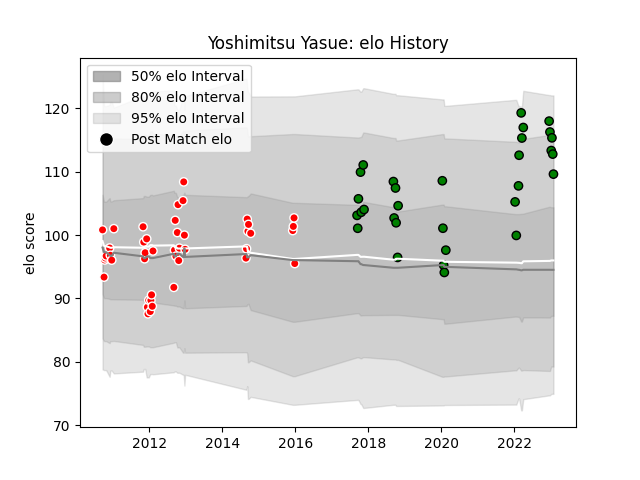 Yoshimitsu Yasue: elo History
50% elo Interval
80% elo Interval
95% elo Interval
Post Match elo
elo score
120
110
100
90
80
70
2012
2014
2016
2018
2020
2022